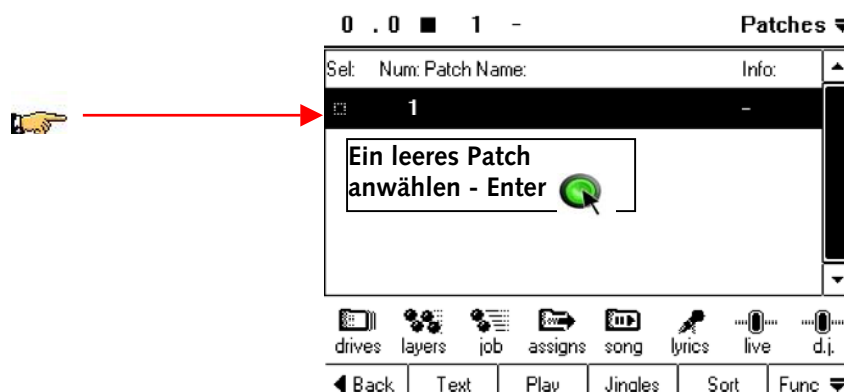 0 . 0 ■ 1 - Patches
Sel: Num: Patch Name: Info:
1 -
Ein leeres Patch
anwählen - Enter
drives layers job assigns song lyrics live d.j.
Back Text Play Jingles Sort Func